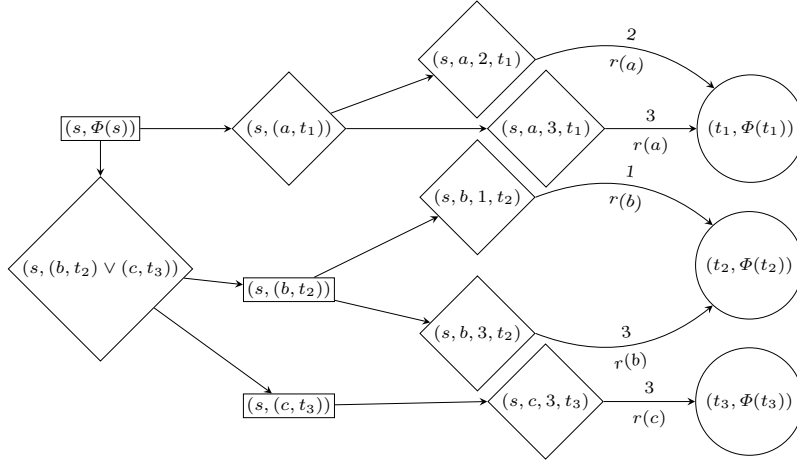 2
(s, a, 2, t₁)
r(a)
3
(s, Φ(s))
(s, (a, t₁))
(s, a, 3, t₁)
(t₁, Φ(t₁))
r(a)
1
(s, b, 1, t₂)
r(b)
(s, (b, t₂) ∨ (c, t₃))
(t₂, Φ(t₂))
(s, (b, t₂))
(s, b, 3, t₂)
3
r(b)
3
(s, (c, t₃))
(s, c, 3, t₃)
(t₃, Φ(t₃))
r(c)